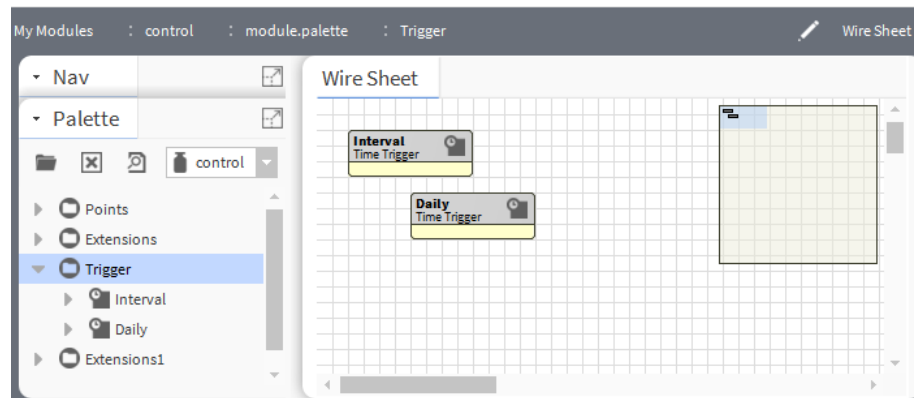 My Modules : control : module.palette : Trigger Wire Sheet
Nav
Palette
control
Points
Extensions
Trigger
Interval
Daily
Extensions1
Wire Sheet
Interval
Time Trigger
Daily
Time Trigger